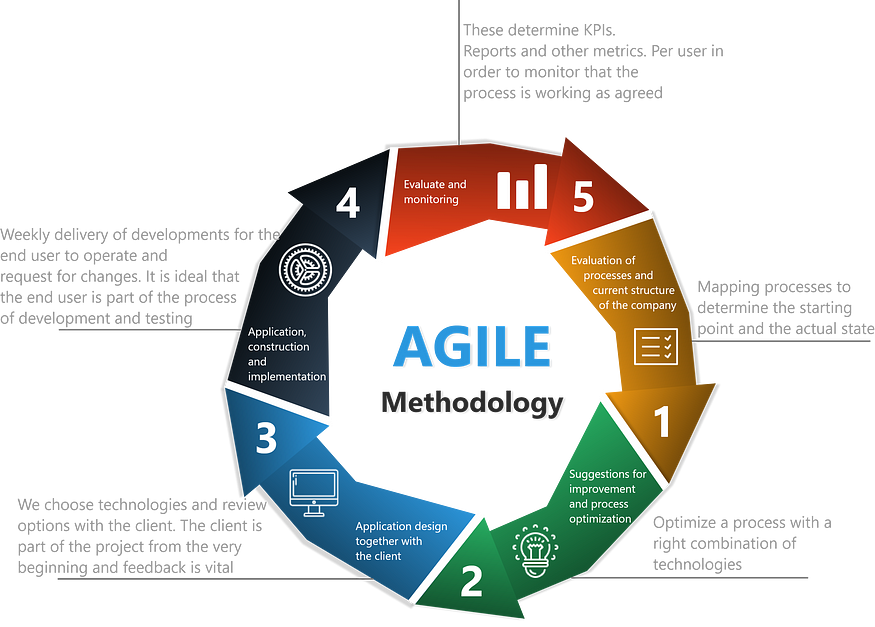 These determine KPIs.
Reports and other metrics. Per user in
order to monitor that the
process is working as agreed
4
Evaluate and
monitoring
5
Weekly delivery of developments for the
end user to operate and
request for changes. It is ideal that
the end user is part of the process
of development and testing
Evaluation of
processes and
current structure
of the company
Mapping processes to
determine the starting
point and the actual state
Application,
construction
and
implementation
AGILE
Methodology
1
3
Suggestions for
improvement
and process
optimization
We choose technologies and review
options with the client. The client is
part of the project from the very
beginning and feedback is vital
Application design
together with
the client
Optimize a process with a
right combination of
technologies
2